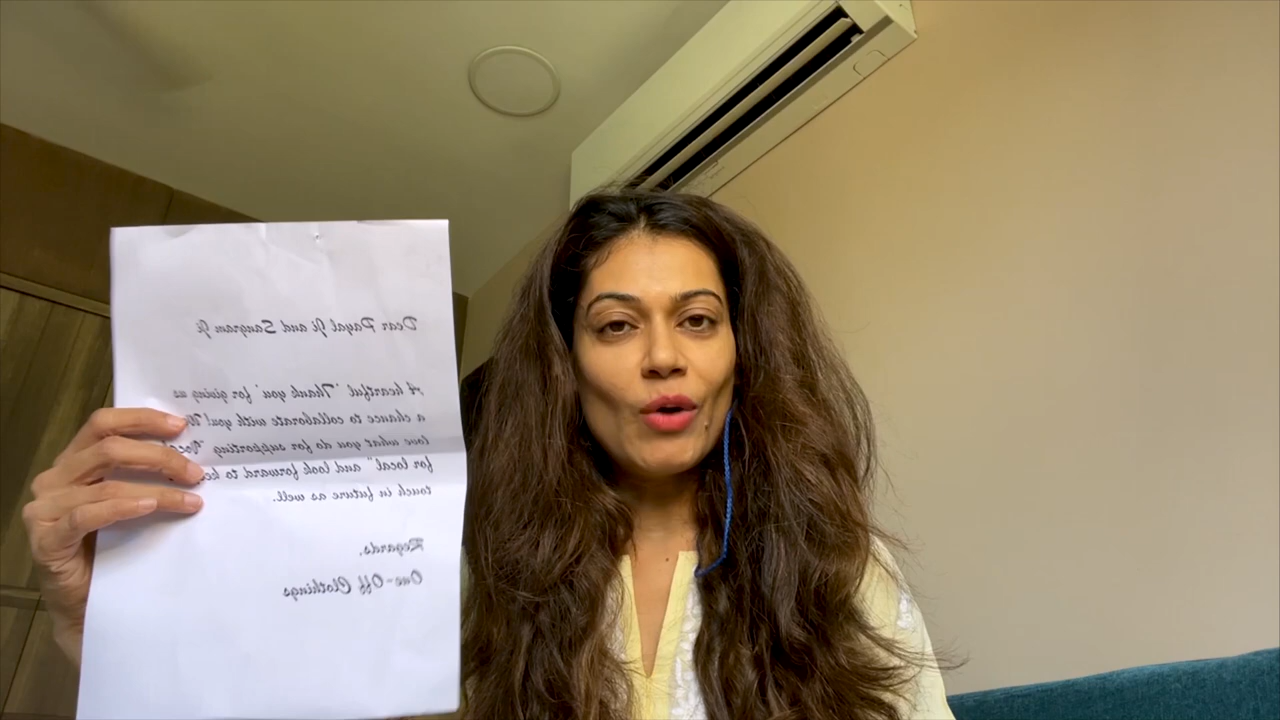 Dear Payal Ji and Sangram Ji
A heartful 'Thank you' for giving us
a chance to collaborate with you!
love what you do for supporting
for local" and look forward to
touch in future as well.
Regards,
One-Off Clothings